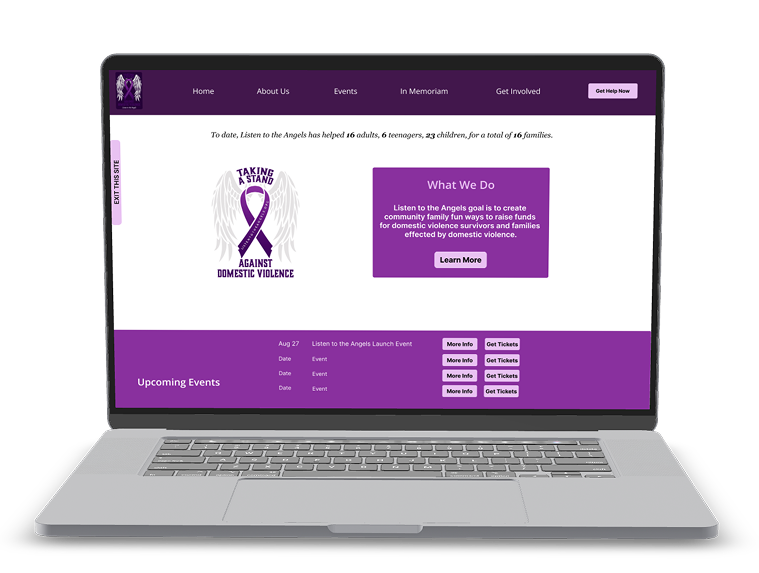 Home About Us Events In Memoriam Get Involved Get Help Now
To date, Listen to the Angels has helped 16 adults, 6 teenagers, 23 children, for a total of 16 families.
EXIT THIS SITE
TAKING
A STAND
AGAINST
DOMESTIC VIOLENCE
What We Do
Listen to the Angels goal is to create
community family fun ways to raise funds
for domestic violence survivors and families
effected by domestic violence.
Learn More
Upcoming Events
Aug 27 Listen to the Angels Launch Event More Info Get Tickets
Date Event More Info Get Tickets
Date Event More Info Get Tickets
Date Event More Info Get Tickets